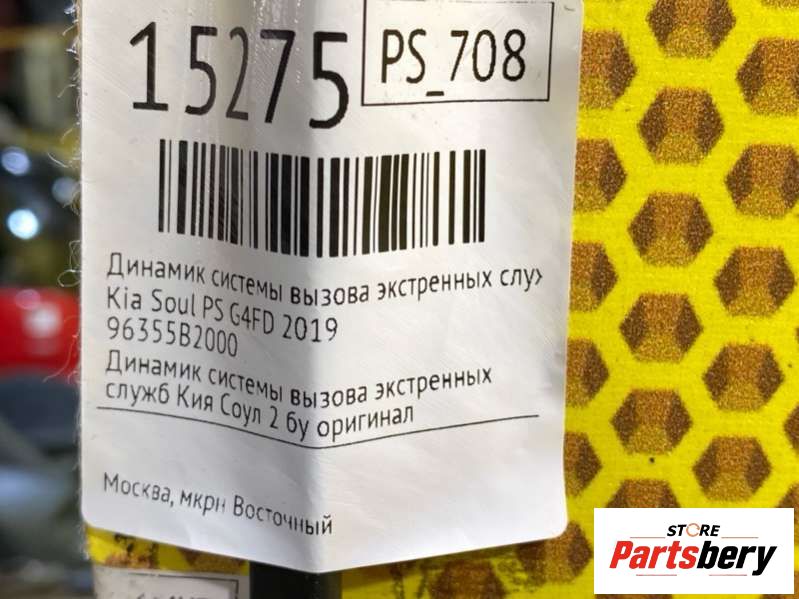 15275
PS_708
Динамик системы вызова экстренных слу
Kia Soul PS G4FD 2019
96355B2000
Динамик системы вызова экстренных
служб Кия Соул 2 бу оригинал
Москва, мкрн Восточный
STORE
Partsbery